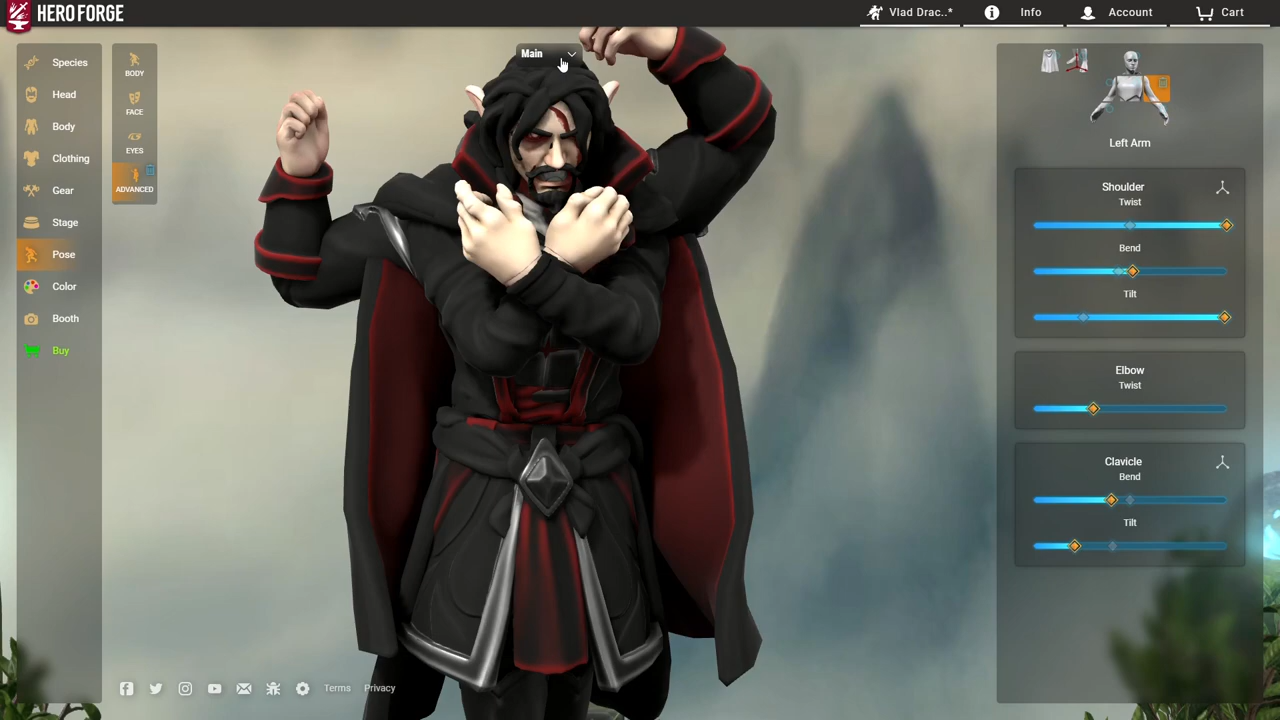 HERO FORGE
Vlad Drac..*
Info
Account
Cart
Species
Head
Body
Clothing
Gear
Stage
Pose
Color
Booth
Buy
BODY
FACE
EYES
ADVANCED
Main
Left Arm
Shoulder
Twist
Bend
Tilt
Elbow
Twist
Clavicle
Bend
Tilt
Terms
Privacy